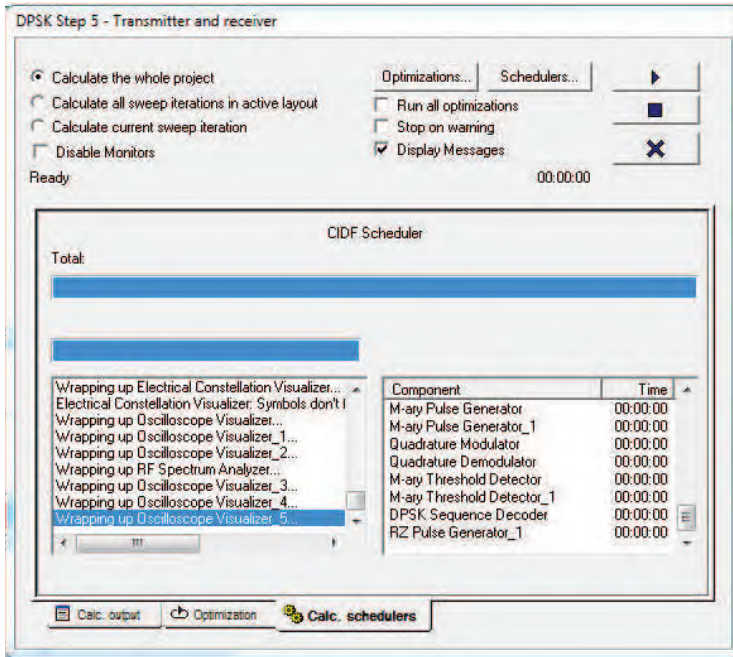 DPSK Step 5 - Transmitter and receiver
Calculate the whole project
Optimizations... Schedulers...
Calculate all sweep iterations in active layout
Run all optimizations
Calculate current sweep iteration
Stop on warning
Disable Monitors
Display Messages
Ready
00:00:00
CIDF Scheduler
Total:
Wrapping up Electrical Constellation Visualizer...
Electrical Constellation Visualizer: Symbols don't
Wrapping up Oscilloscope Visualizer...
Wrapping up Oscilloscope Visualizer_1...
Wrapping up Oscilloscope Visualizer_2...
Wrapping up RF Spectrum Analyzer...
Wrapping up Oscilloscope Visualizer_3...
Wrapping up Oscilloscope Visualizer_4...
Wrapping up Oscilloscope Visualizer_5...
Component Time
M-ary Pulse Generator 00:00:00
M-ary Pulse Generator_1 00:00:00
Quadrature Modulator 00:00:00
Quadrature Demodulator 00:00:00
M-ary Threshold Detector 00:00:00
M-ary Threshold Detector_1 00:00:00
DPSK Sequence Decoder 00:00:00
RZ Pulse Generator_1 00:00:00
Calc. output Optimization Calc. schedulers